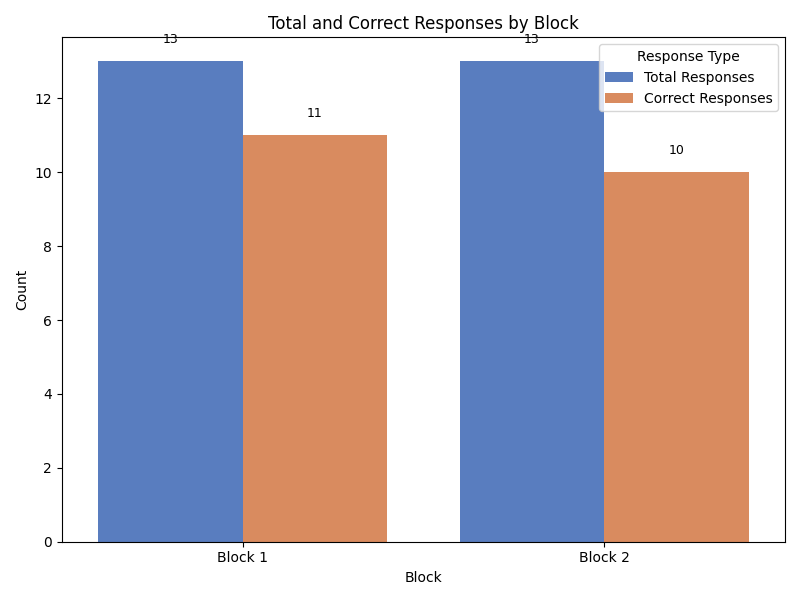 Total and Correct Responses by Block
13
13
Response Type
Total Responses
Correct Responses
11
10
12
10
8
6
4
2
0
Count
Block 1
Block 2
Block